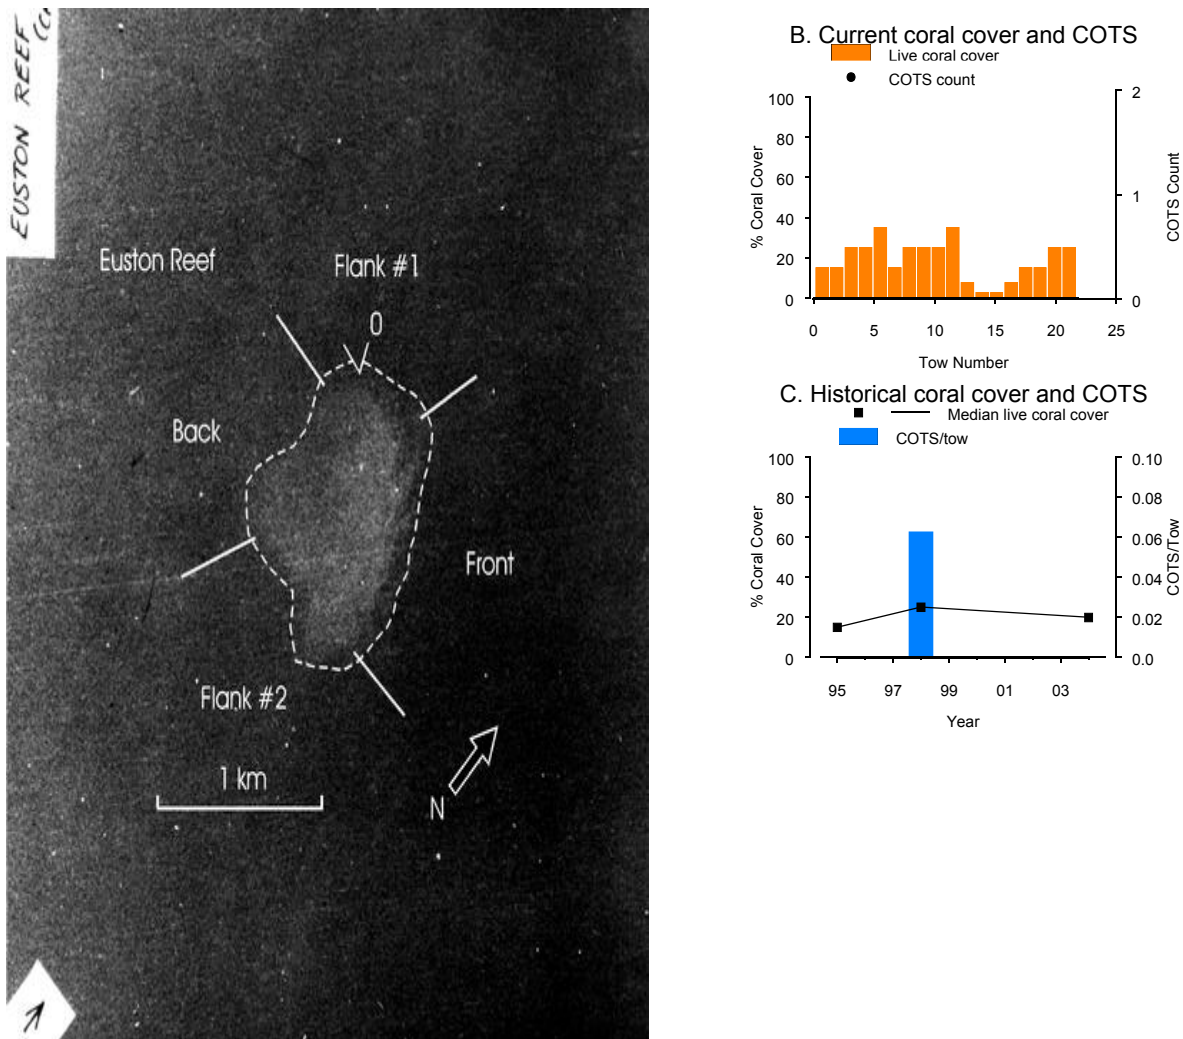 EUSTON REEF
Euston Reef
Flank #1
0
Back
Front
Flank #2
1 km
N
B. Current coral cover and COTS
Live coral cover
COTS count
100
80
60
40
20
0
% Coral Cover
2
1
0
COTS Count
0 5 10 15 20 25
Tow Number
C. Historical coral cover and COTS
Median live coral cover
COTS/tow
100
80
60
40
20
0
% Coral Cover
0.10
0.08
0.06
0.04
0.02
0.0
COTS/Tow
95 97 99 01 03
Year